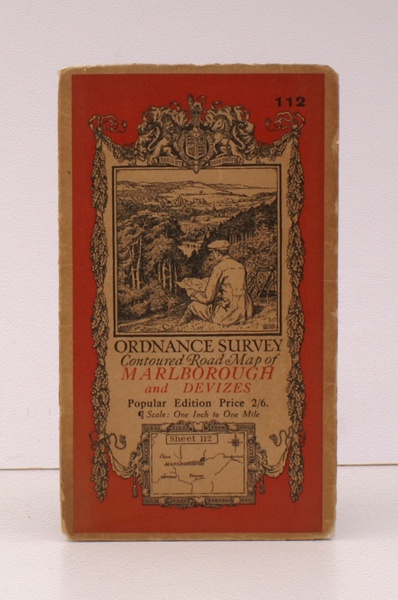 112
ORDNANCE SURVEY
Contoured Road Map of
MARLBOROUGH
and DEVIZES
Popular Edition Price 2/6.
¶ Scale: One Inch to One Mile
Sheet 112